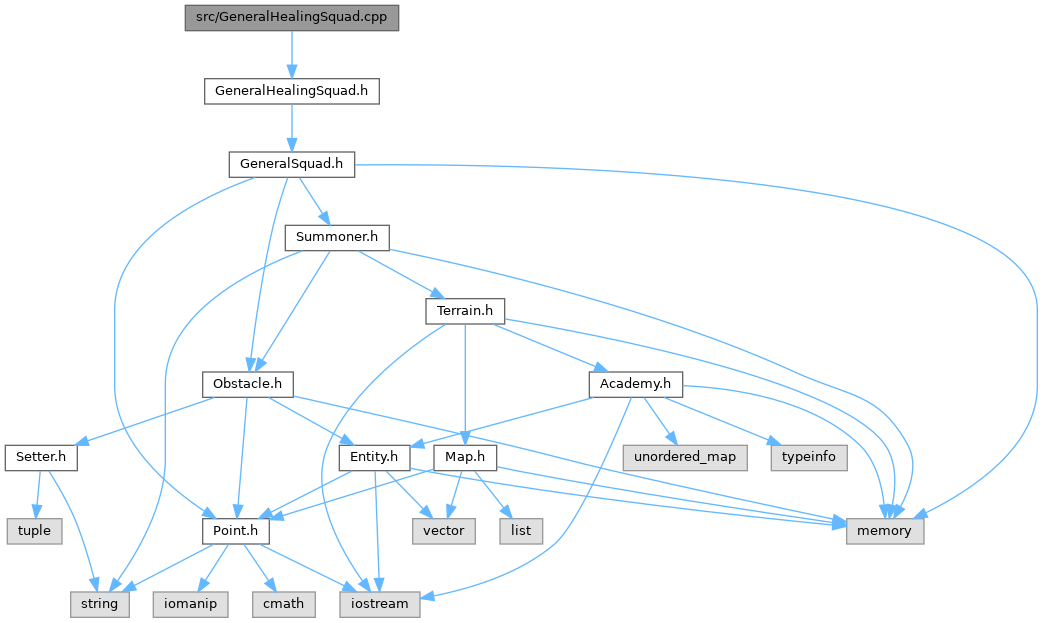 src/GeneralHealingSquad.cpp
GeneralHealingSquad.h
GeneralSquad.h
Summoner.h
Terrain.h
Obstacle.h
Academy.h
Setter.h
Entity.h
Map.h
unordered_map
typeinfo
tuple
Point.h
vector
list
memory
string
iomanip
cmath
iostream